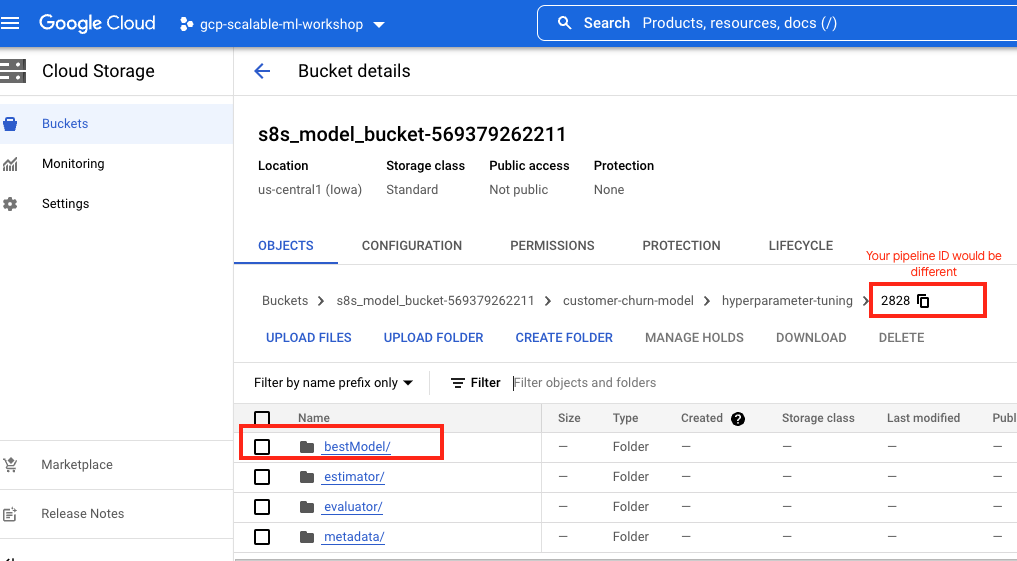 Google Cloud gcp-scalable-ml-workshop Search Products, resources, docs (/)
Cloud Storage
Bucket details
Buckets
Monitoring
Settings
s8s_model_bucket-569379262211
Location Storage class Public access Protection
us-central1 (Iowa) Standard Not public None
OBJECTS CONFIGURATION PERMISSIONS PROTECTION LIFECYCLE
Your pipeline ID would be
different
Buckets > s8s_model_bucket-569379262211 > customer-churn-model > hyperparameter-tuning > 2828
UPLOAD FILES UPLOAD FOLDER CREATE FOLDER MANAGE HOLDS DOWNLOAD DELETE
Filter by name prefix only Filter Filter objects and folders
Name Size Type Created ? Storage class Last modified Publ
bestModel/ — Folder — — — —
estimator/ — Folder — — — —
evaluator/ — Folder — — — —
metadata/ — Folder — — — —
Marketplace
Release Notes